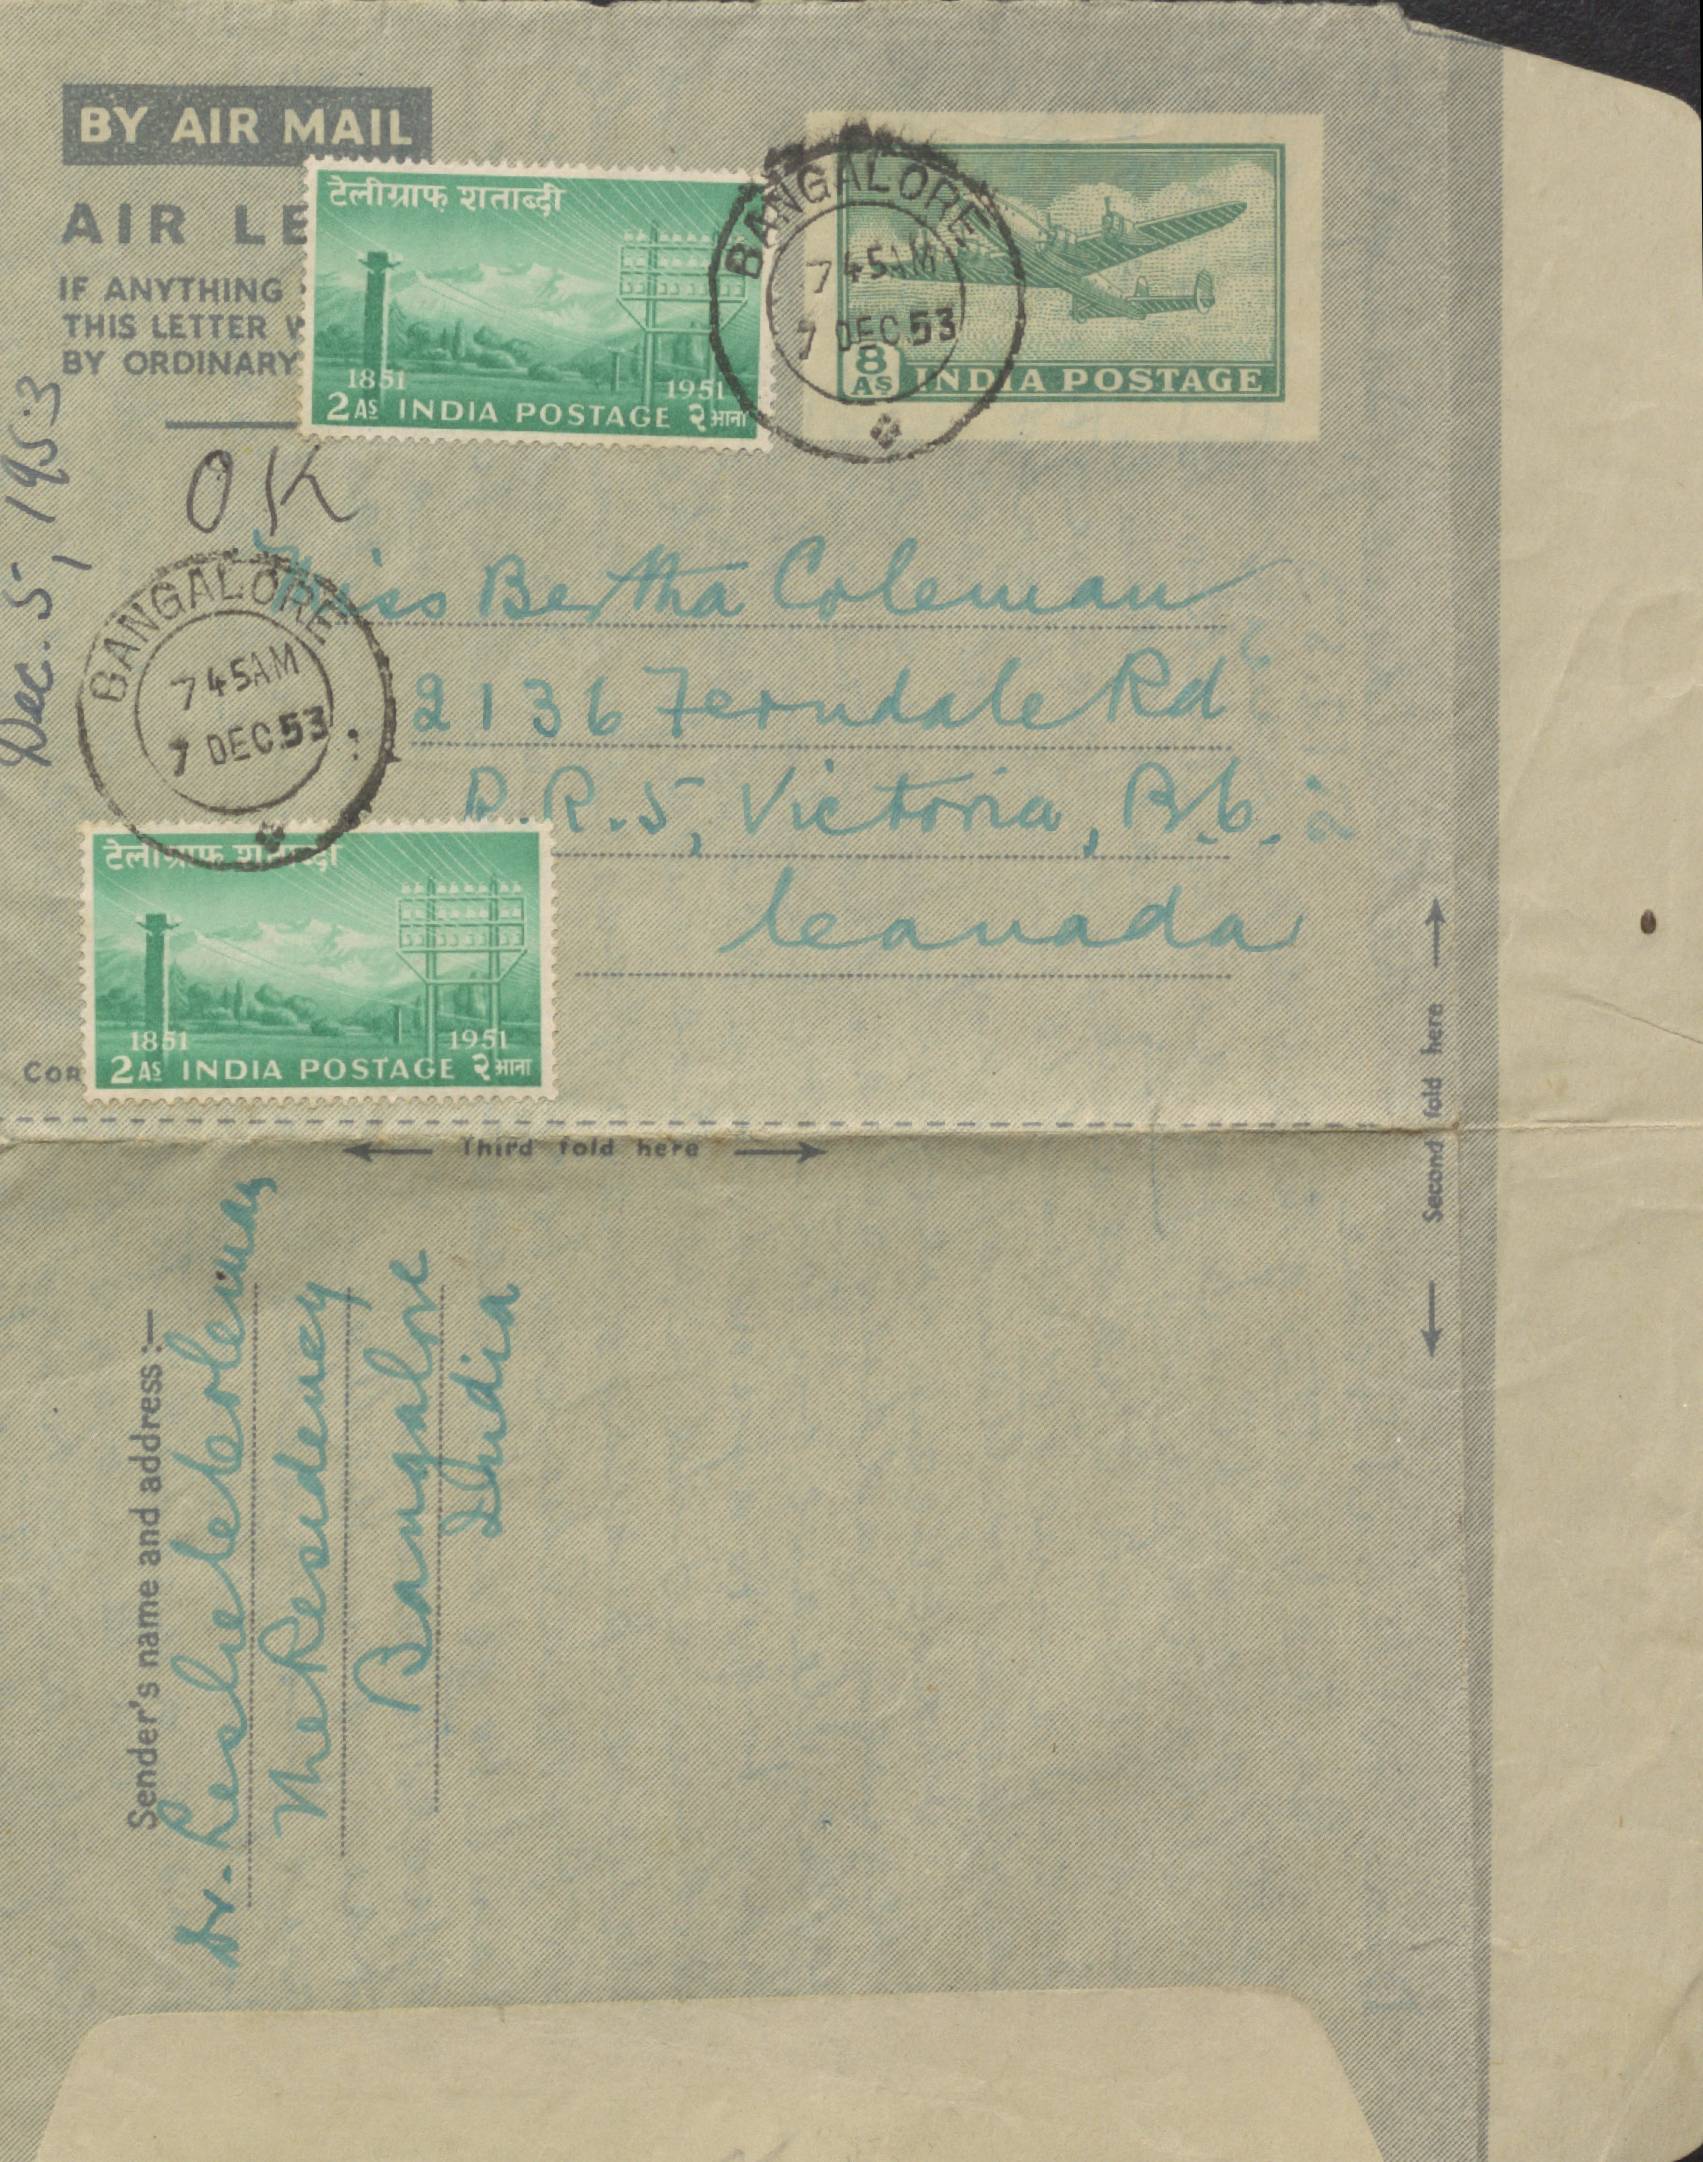 BY AIR MAIL
AIR LE
IF ANYTHING
THIS LETTER
BY ORDINARY
टेलीग्राफ शताब्दी
1851 1951
2 AS INDIA POSTAGE २ आना
BANGALORE
7 45 AM
7 DEC.53
8 AS INDIA POSTAGE
Dec. 5, 1953
OK
BANGALORE
7 45 AM
7 DEC.53
Miss Bertha Coleman
2136 Ferndale Rd
R.R.5, Victoria, B.C.
Canada
टेलीग्राफ शताब्दी
1851 1951
2 AS INDIA POSTAGE २ आना
COR
Third fold here
Second fold here
Sender's name and address:—
Dr. Leslie Coleman
The Residency
Bangalore
India